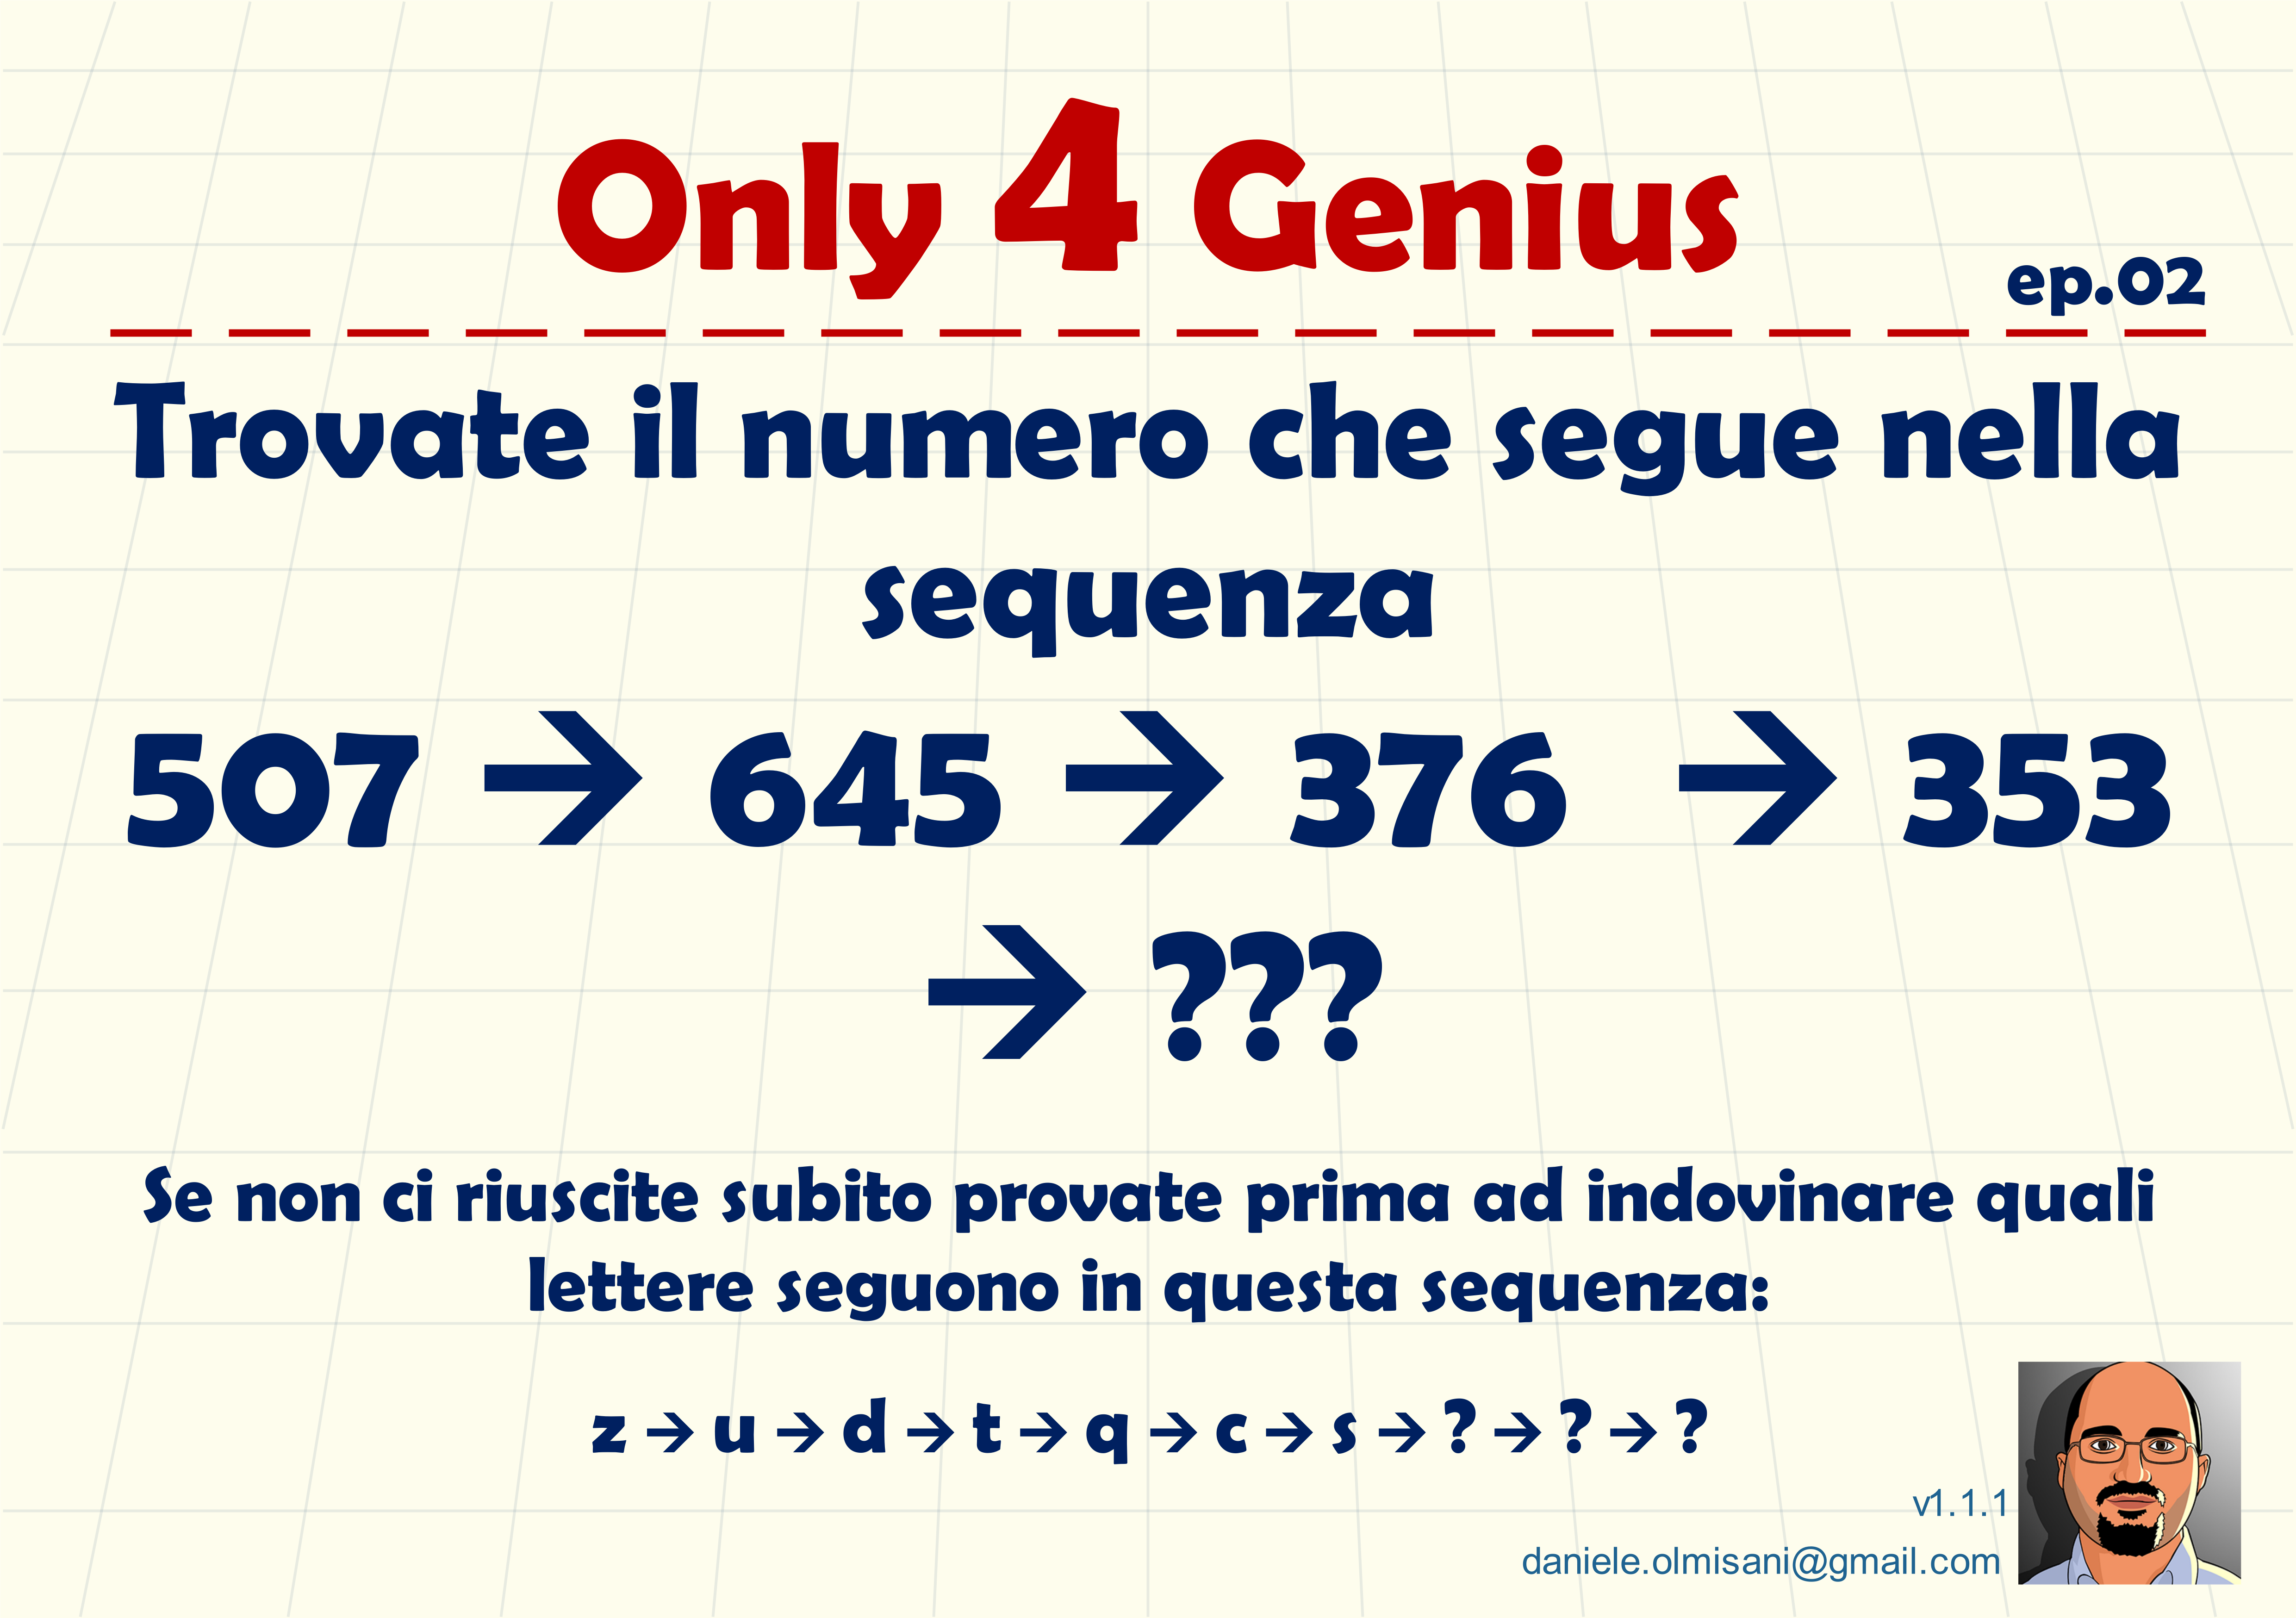 Only 4 Genius
ep.02
Trovate il numero che segue nella
sequenza
507 → 645 → 376 → 353
→ ???
Se non ci riuscite subito provate prima ad indovinare quali
lettere seguono in questa sequenza:
z → u → d → t → q → c → s → ? → ? → ?
v1.1.1
daniele.olmisani@gmail.com